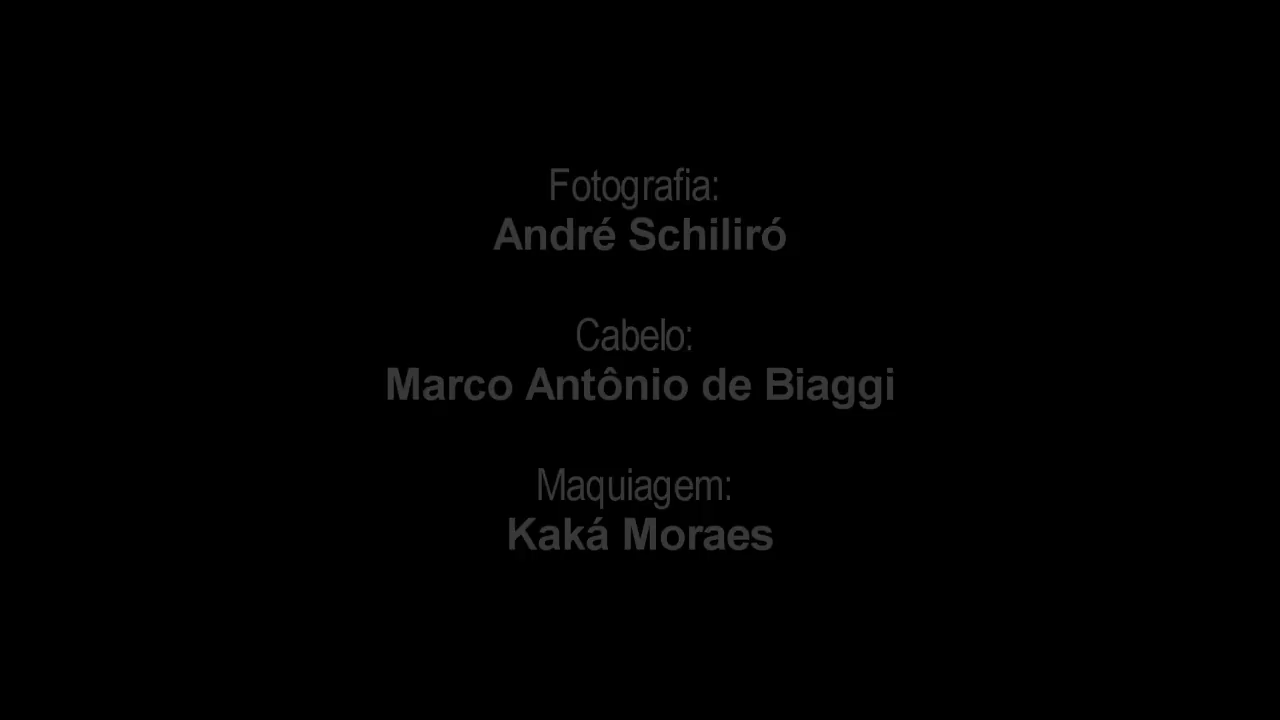 Fotografia:
André Schiliró
Cabelo:
Marco Antônio de Biaggi
Maquiagem:
Kaká Moraes